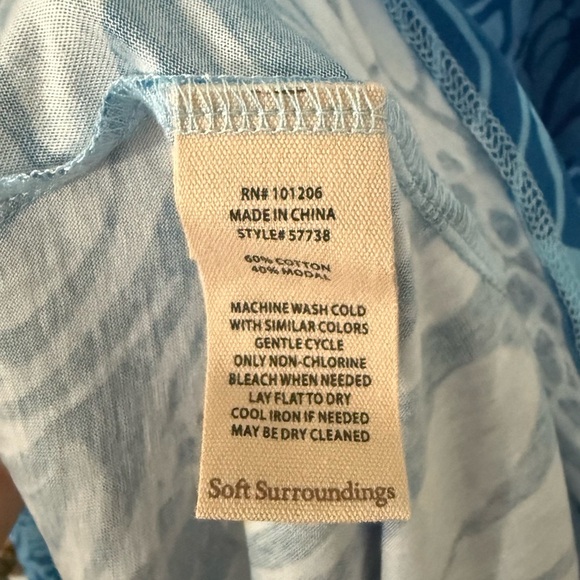 RN# 101206
MADE IN CHINA
STYLE# 57738
60% COTTON
40% MODAL
MACHINE WASH COLD
WITH SIMILAR COLORS
GENTLE CYCLE
ONLY NON-CHLORINE
BLEACH WHEN NEEDED
LAY FLAT TO DRY
COOL IRON IF NEEDED
MAY BE DRY CLEANED
Soft Surroundings